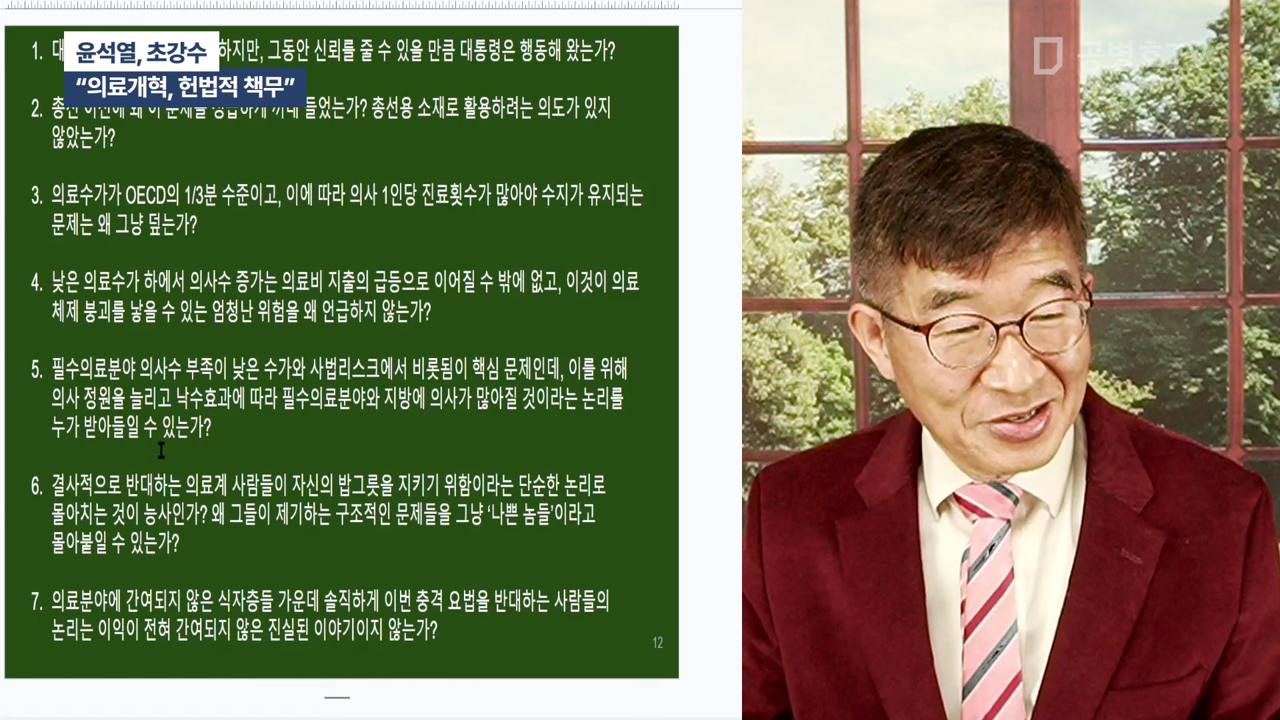 윤석열, 초강수
“의료개혁, 헌법적 책무”
1. 대 하지만, 그동안 신뢰를 줄 수 있을 만큼 대통령은 행동해 왔는가?
2. 총선 이전에 왜 이 문제를 성급하게 꺼내 들었는가? 총선용 소재로 활용하려는 의도가 있지
않았는가?
3. 의료수가가 OECD의 1/3분 수준이고, 이에 따라 의사 1인당 진료횟수가 많아야 수지가 유지되는
문제는 왜 그냥 덮는가?
4. 낮은 의료수가 하에서 의사수 증가는 의료비 지출의 급등으로 이어질 수 밖에 없고, 이것이 의료
체제 붕괴를 낳을 수 있는 엄청난 위험을 왜 언급하지 않는가?
5. 필수의료분야 의사수 부족이 낮은 수가와 사법리스크에서 비롯됨이 핵심 문제인데, 이를 위해
의사 정원을 늘리고 낙수효과에 따라 필수의료분야와 지방에 의사가 많아질 것이라는 논리를
누가 받아들일 수 있는가?
6. 결사적으로 반대하는 의료계 사람들이 자신의 밥그릇을 지키기 위함이라는 단순한 논리로
몰아치는 것이 능사인가? 왜 그들이 제기하는 구조적인 문제들을 그냥 ‘나쁜 놈들’이라고
몰아붙일 수 있는가?
7. 의료분야에 간여되지 않은 식자층들 가운데 솔직하게 이번 충격 요법을 반대하는 사람들의
논리는 이익이 전혀 간여되지 않은 진실된 이야기이지 않는가?
12
공병호